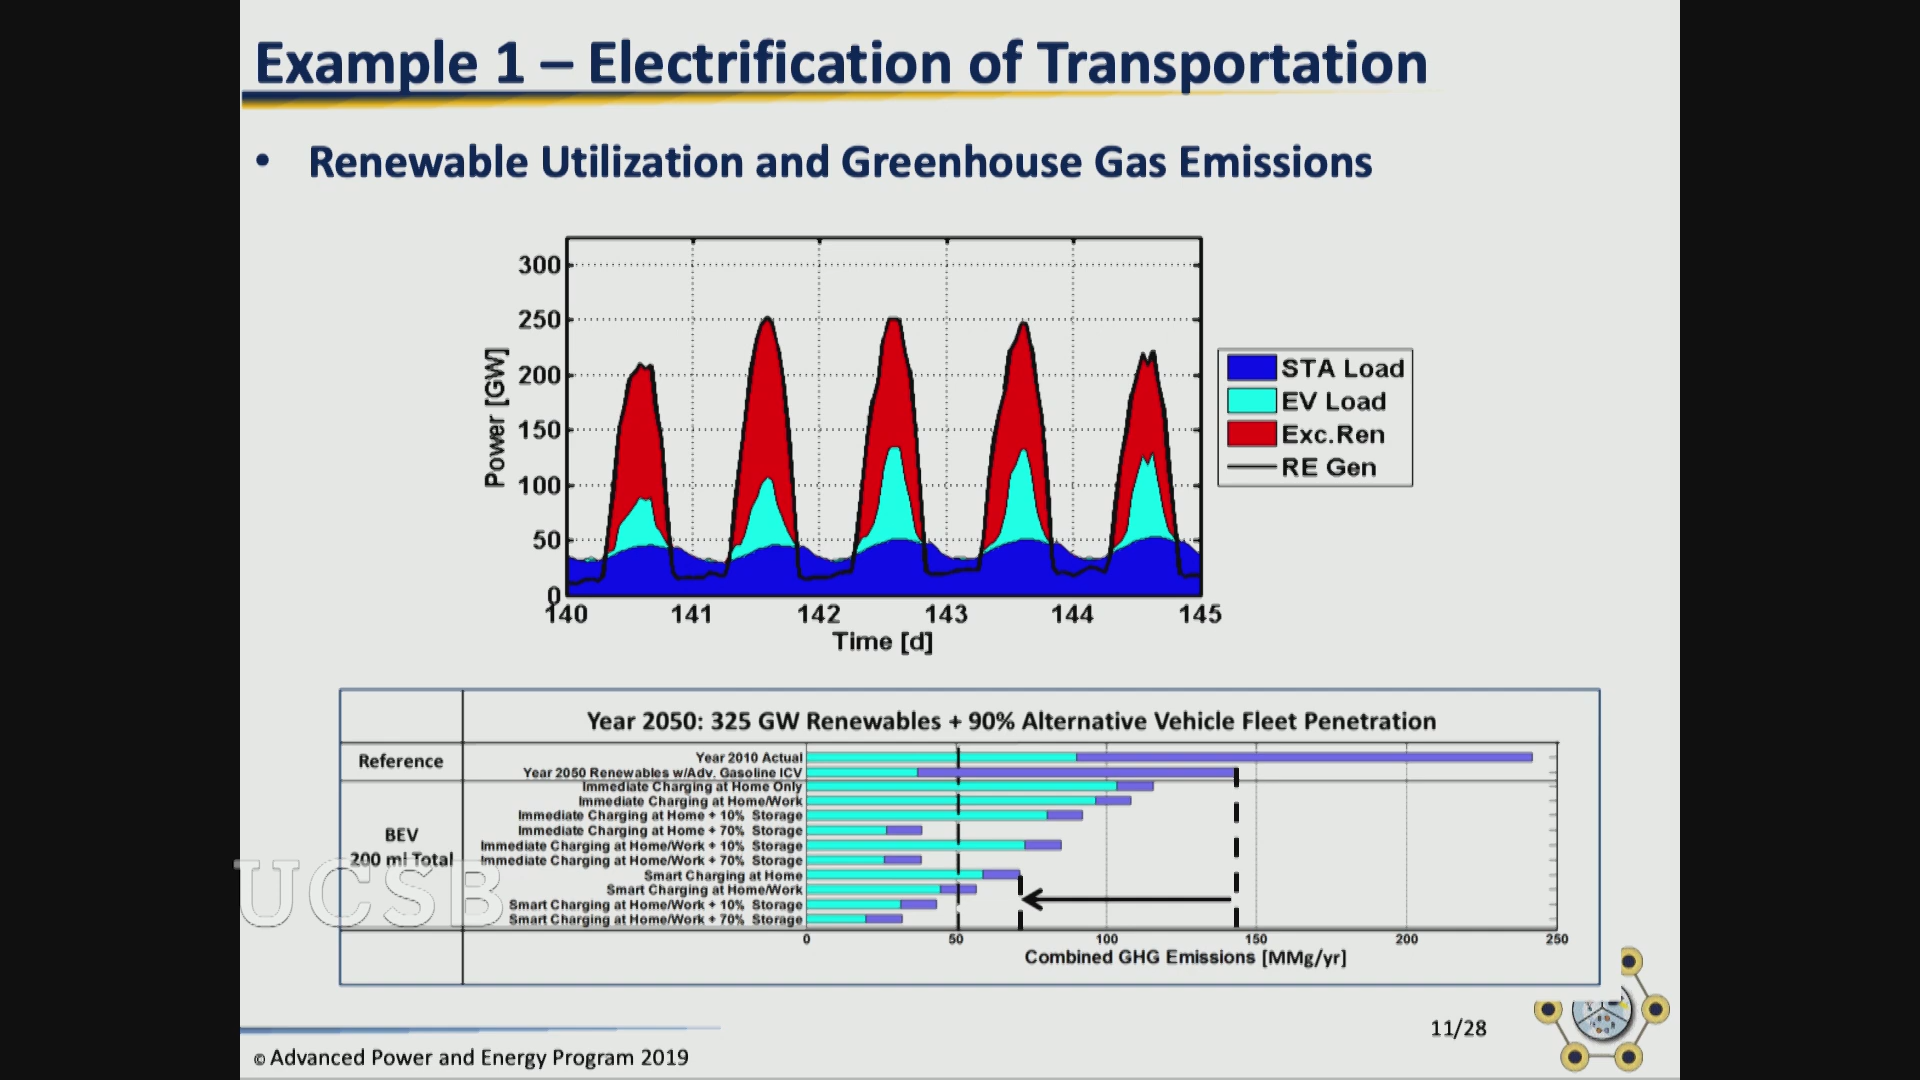 Example 1 – Electrification of Transportation
• Renewable Utilization and Greenhouse Gas Emissions
300
250
200
150
100
50
0
Power [GW]
140 141 142 143 144 145
Time [d]
STA Load
EV Load
Exc.Ren
RE Gen
Year 2050: 325 GW Renewables + 90% Alternative Vehicle Fleet Penetration
Reference
Year 2010 Actual
Year 2050 Renewables w/Adv. Gasoline ICV
BEV
200 mi Total
Immediate Charging at Home Only
Immediate Charging at Home/Work
Immediate Charging at Home + 10% Storage
Immediate Charging at Home + 70% Storage
Immediate Charging at Home/Work + 10% Storage
Immediate Charging at Home/Work + 70% Storage
Smart Charging at Home
Smart Charging at Home/Work
Smart Charging at Home/Work + 10% Storage
Smart Charging at Home/Work + 70% Storage
0 50 100 150 200 250
Combined GHG Emissions [MMg/yr]
UCSB
11/28
© Advanced Power and Energy Program 2019